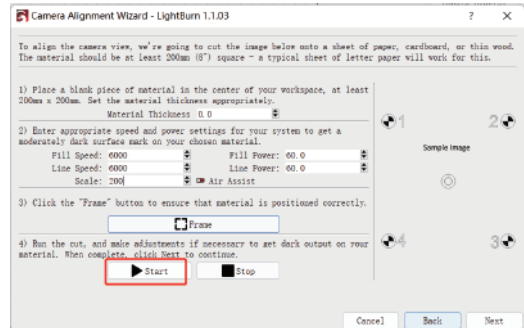 Camera Alignment Wizard - LightBurn 1.1.03
?
To align the camera view, we're going to cut the image below onto a sheet of paper, cardboard, or thin wood.
The material should be at least 200mm (8") square - a typical sheet of letter paper will work for this.
1) Place a blank piece of material in the center of your workspace, at least
200mm x 200mm. Set the material thickness appropriately.
Material Thickness 0.0
2) Enter appropriate speed and power settings for your system to get a
moderately dark surface mark on your chosen material.
Fill Speed: 6000 Fill Power: 60.0
Line Speed: 6000 Line Power: 60.0
Scale: 200 Air Assist
3) Click the "Frame" button to ensure that material is positioned correctly.
Frame
4) Run the cut, and make adjustments if necessary to get dark output on your
material. When complete, click Next to continue.
Start Stop
1 2
Sample Image
4 3
Cancel Back Next